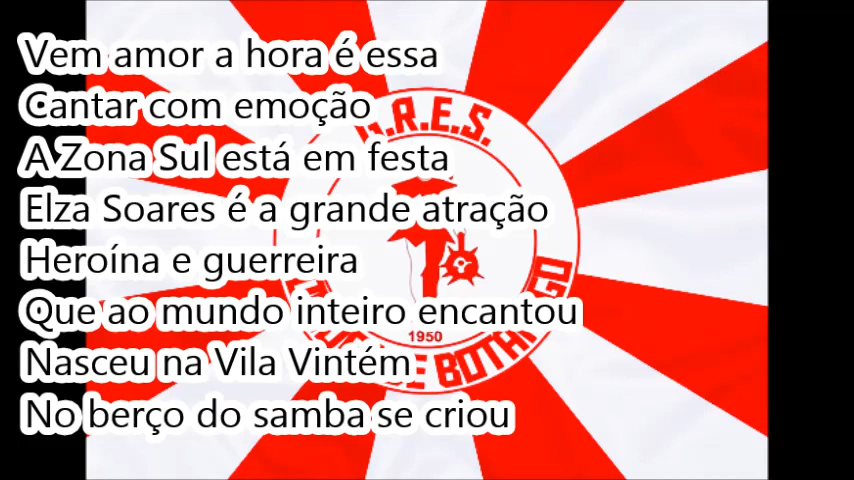 Vem amor a hora é essa
Cantar com emoção
A Zona Sul está em festa
Elza Soares é a grande atração
Heroína e guerreira
Que ao mundo inteiro encantou
Nasceu na Vila Vintém
No berço do samba se criou
.R.E.S.
1950